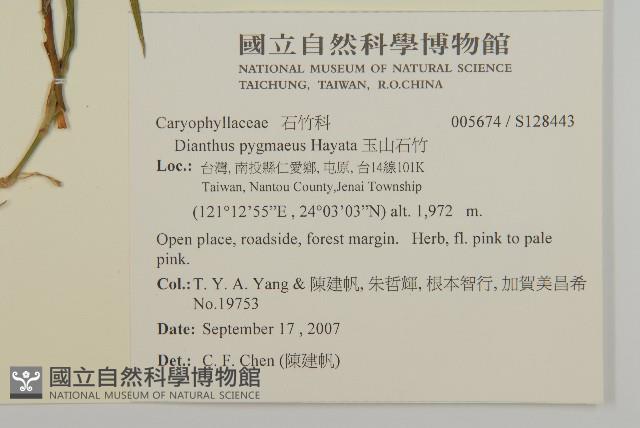 國立自然科學博物館
NATIONAL MUSEUM OF NATURAL SCIENCE
TAICHUNG, TAIWAN, R.O.CHINA
Caryophyllaceae 石竹科 005674 / S128443
Dianthus pygmaeus Hayata 玉山石竹
Loc.: 台灣, 南投縣仁愛鄉, 屯原, 台14線101K
Taiwan, Nantou County,Jenai Township
(121°12'55"E , 24°03'03"N) alt. 1,972 m.
Open place, roadside, forest margin. Herb, fl. pink to pale
pink.
Col.: T. Y. A. Yang & 陳建帆, 朱哲輝, 根本智行, 加賀美昌希
No.19753
Date: September 17 , 2007
Det.: C. F. Chen (陳建帆)
國立自然科學博物館
NATIONAL MUSEUM OF NATURAL SCIENCE